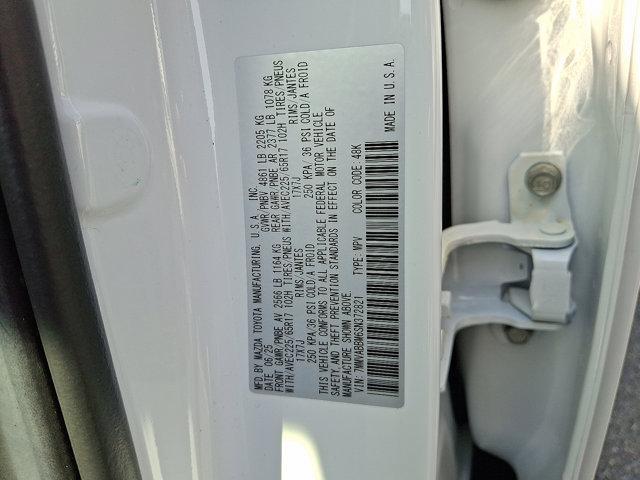 MFD. BY MAZDA TOYOTA MANUFACTURING, U.S.A., INC.
DATE: 06/25 GVWR/PNBV 4861 LB 2205 KG
FRONT GAWR/PNBE AV 2566 LB 1164 KG REAR GAWR/PNBE AR 2377 LB 1078 KG
WITH/AVEC225/65R17 102H TIRES/PNEUS WITH/AVEC225/65R17 102H TIRES/PNEUS
17X7J RIMS/JANTES 17X7J RIMS/JANTES
250 KPA/36 PSI COLD/A FROID 250 KPA/36 PSI COLD/A FROID
THIS VEHICLE CONFORMS TO ALL APPLICABLE FEDERAL MOTOR VEHICLE
SAFETY AND THEFT PREVENTION STANDARDS IN EFFECT ON THE DATE OF
MANUFACTURE SHOWN ABOVE.
VIN: 7MMVABBM6SN372821 TYPE: MPV COLOR CODE: 48K
MADE IN U.S.A.